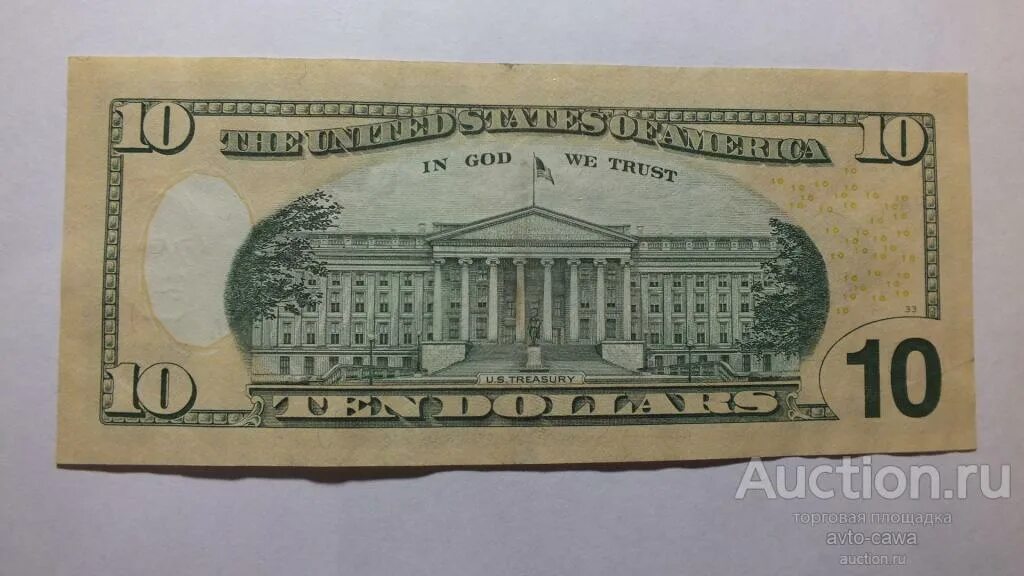 10
THE UNITED STATES OF AMERICA
10
IN GOD WE TRUST
33
10
U.S. TREASURY
TEN DOLLARS
10
Auction.ru
торговая площадка
avto-cawa
auction.ru